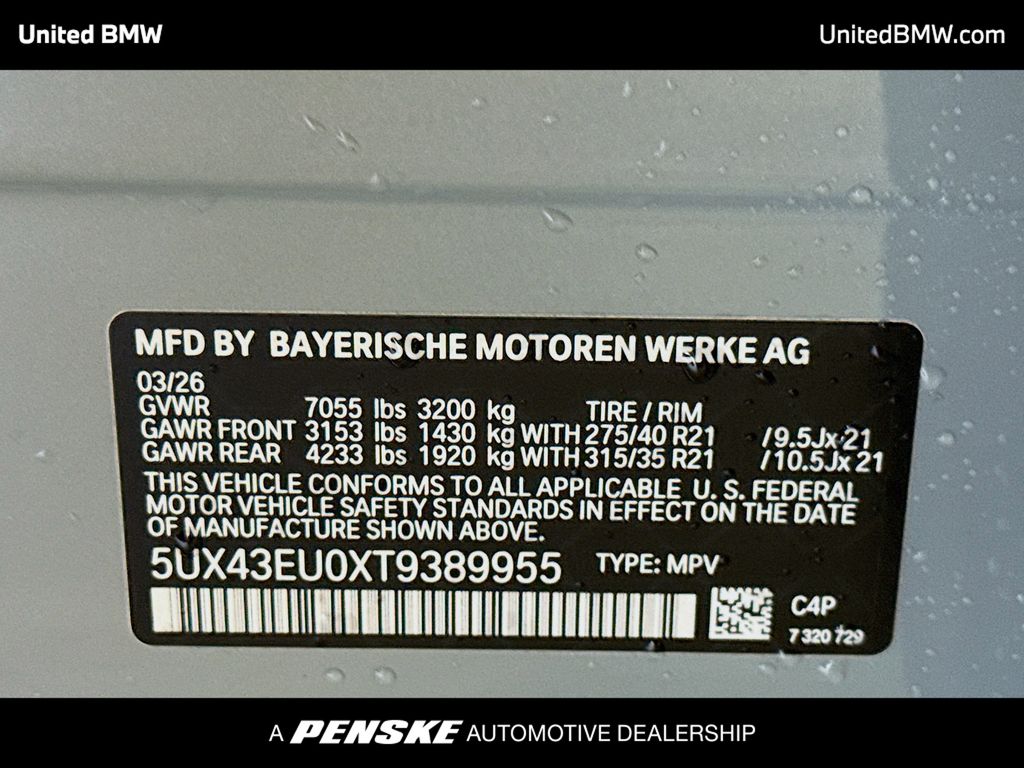 United BMW
UnitedBMW.com
MFD BY BAYERISCHE MOTOREN WERKE AG
03/26
GVWR 7055 lbs 3200 kg TIRE / RIM
GAWR FRONT 3153 lbs 1430 kg WITH 275/40 R21 /9.5Jx21
GAWR REAR 4233 lbs 1920 kg WITH 315/35 R21 /10.5Jx21
THIS VEHICLE CONFORMS TO ALL APPLICABLE U. S. FEDERAL
MOTOR VEHICLE SAFETY STANDARDS IN EFFECT ON THE DATE
OF MANUFACTURE SHOWN ABOVE.
5UX43EU0XT9389955 TYPE: MPV
C4P
7 320 729
A PENSKE AUTOMOTIVE DEALERSHIP